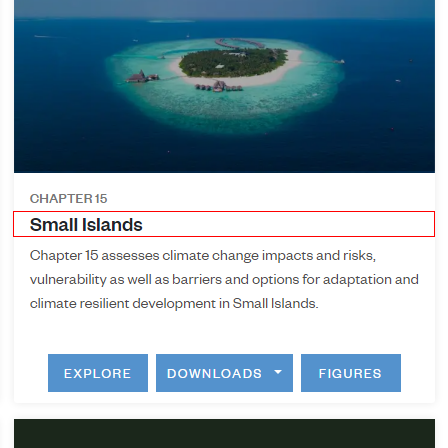 CHAPTER 15
Small Islands
Chapter 15 assesses climate change impacts and risks,
vulnerability as well as barriers and options for adaptation and
climate resilient development in Small Islands.
EXPLORE
DOWNLOADS
FIGURES